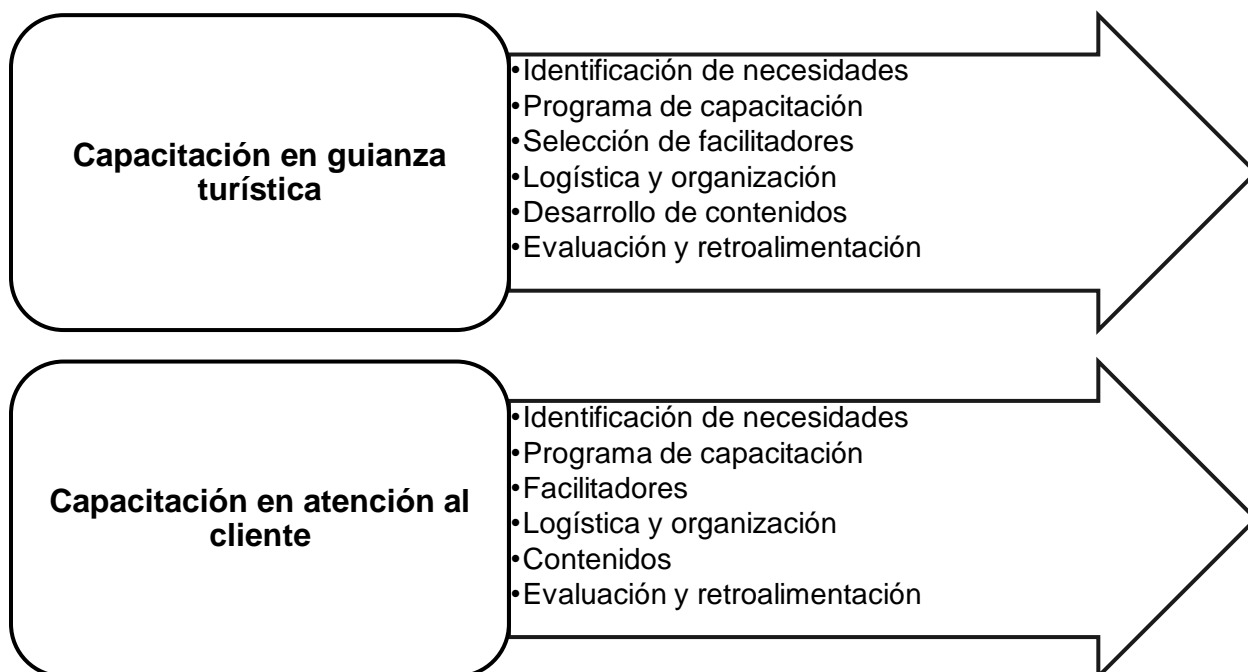 Capacitación en guianza
turística
•Identificación de necesidades
•Programa de capacitación
•Selección de facilitadores
•Logística y organización
•Desarrollo de contenidos
•Evaluación y retroalimentación
Capacitación en atención al
cliente
•Identificación de necesidades
•Programa de capacitación
•Facilitadores
•Logística y organización
•Contenidos
•Evaluación y retroalimentación